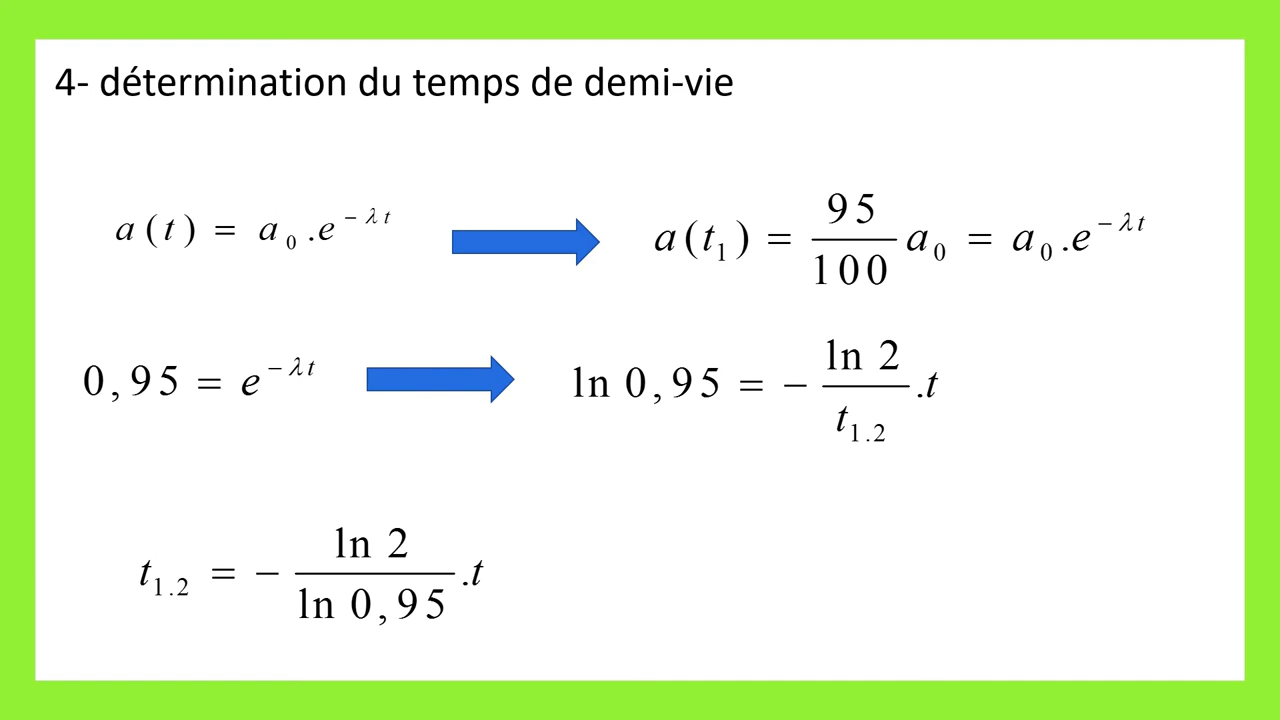 4- détermination du temps de demi-vie
a(t) = a₀.e^{-λt}
a(t₁) = 95/100 a₀ = a₀.e^{-λt}
0,95 = e^{-λt}
ln 0,95 = - ln 2/t₁.₂ .t
t₁.₂ = - ln 2/ln 0,95 .t